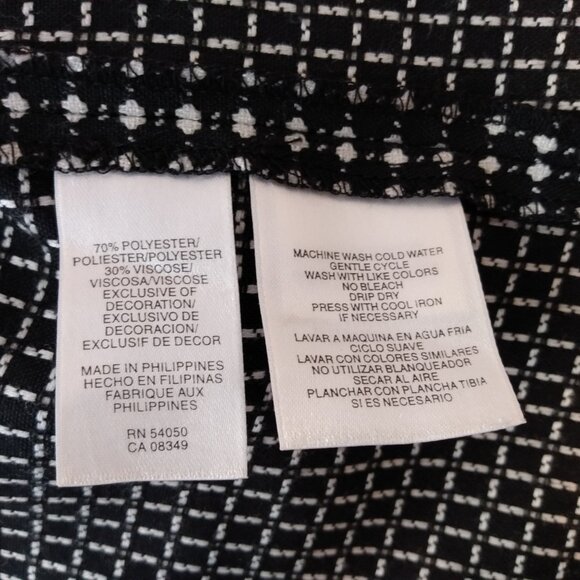 70% POLYESTER/
POLIESTER/POLYESTER
30% VISCOSE/
VISCOSA/VISCOSE
EXCLUSIVE OF
DECORATION/
EXCLUSIVO DE
DECORACION/
EXCLUSIF DE DECOR
MADE IN PHILIPPINES
HECHO EN FILIPINAS
FABRIQUE AUX
PHILIPPINES
RN 54050
CA 08349
MACHINE WASH COLD WATER
GENTLE CYCLE
WASH WITH LIKE COLORS
NO BLEACH
DRIP DRY
PRESS WITH COOL IRON
IF NECESSARY
LAVAR A MAQUINA EN AGUA FRIA
CICLO SUAVE
LAVAR CON COLORES SIMILARES
NO UTILIZAR BLANQUEADOR
SECAR AL AIRE
PLANCHAR CON PLANCHA TIBIA
SI ES NECESARIO